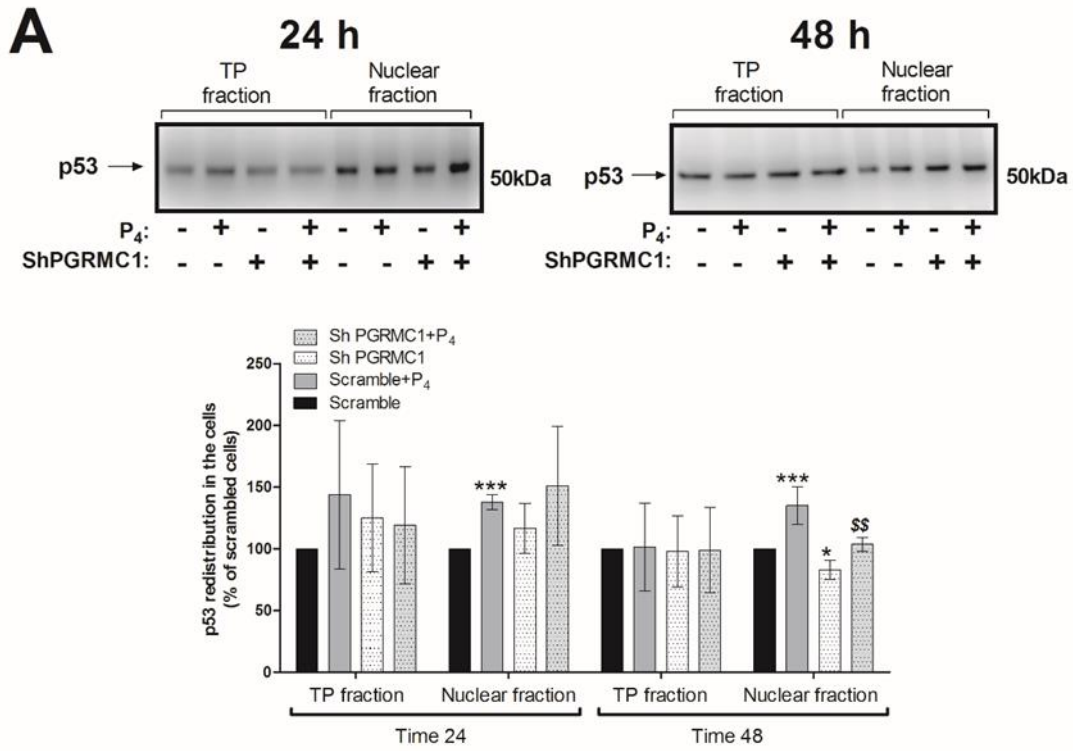 A
24 h
48 h
TP
fraction
Nuclear
fraction
TP
fraction
Nuclear
fraction
p53
50kDa
p53
50kDa
P4: - + - + - + - +
ShPGRMC1: - - + + - - + +
- + - + - + - +
ShPGRMC1: - - + + - - + +
Sh PGRMC1+P4
Sh PGRMC1
Scramble+P4
Scramble
p53 redistribution in the cells
(% of scrambled cells)
250
200
150
100
50
0
***
***
*
$$
TP fraction
Nuclear fraction
TP fraction
Nuclear fraction
Time 24
Time 48